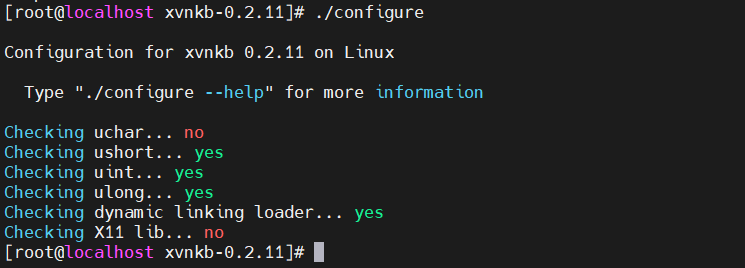 [root@localhost xvnkb-0.2.11]# ./configure
Configuration for xvnkb 0.2.11 on Linux
Type "./configure --help" for more information
Checking uchar... no
Checking ushort... yes
Checking uint... yes
Checking ulong... yes
Checking dynamic linking loader... yes
Checking X11 lib... no
[root@localhost xvnkb-0.2.11]#